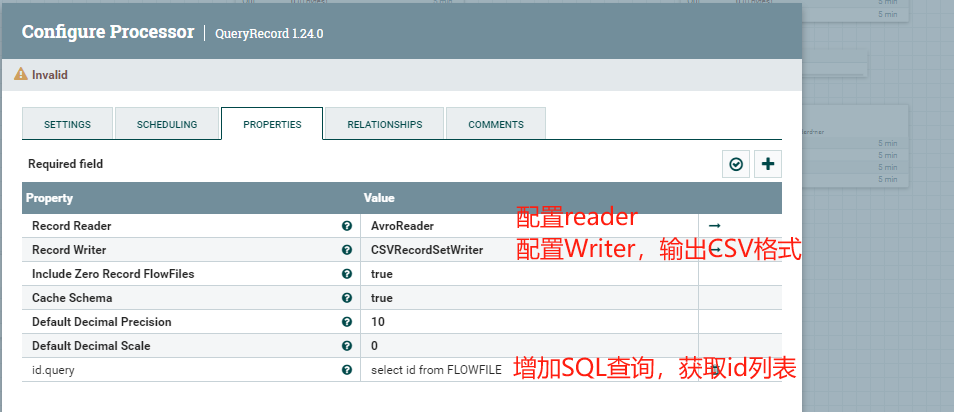 Configure Processor | QueryRecord 1.24.0
5 min
5 min
Invalid
SETTINGS SCHEDULING PROPERTIES RELATIONSHIPS COMMENTS
Required field
Property Value
Record Reader AvroReader 配置reader
Record Writer CSVRecordSetWriter 配置Writer，输出CSV格式
Include Zero Record FlowFiles true
Cache Schema true
Default Decimal Precision 10
Default Decimal Scale 0
id.query select id from FLOWFILE 增加SQL查询，获取id列表
5 min
5 min
5 min
5 min